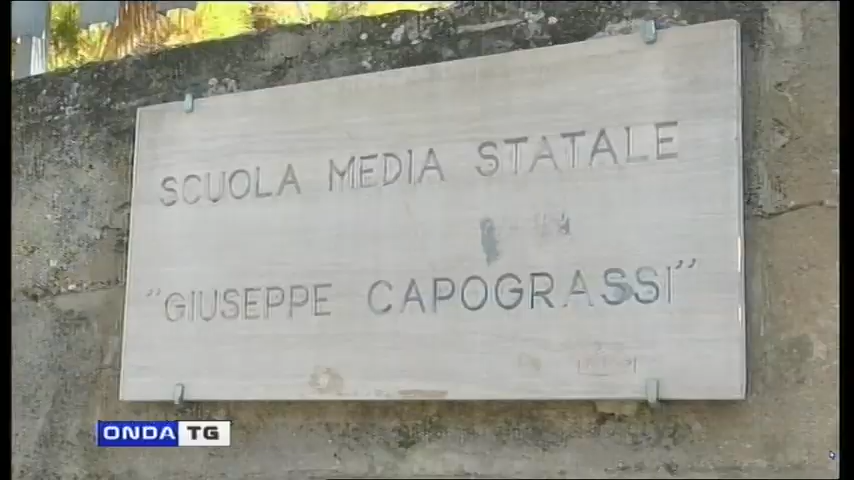 SCUOLA MEDIA STATALE
"GIUSEPPE CAPOGRASSI"
ONDA TG